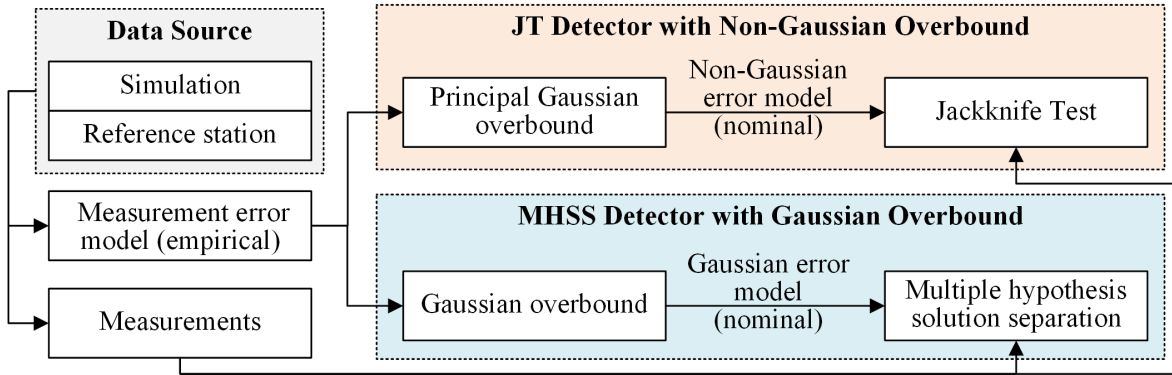 Data Source
Simulation
Reference station
Measurement error
model (empirical)
Measurements
JT Detector with Non-Gaussian Overbound
Principal Gaussian
overbound
Non-Gaussian
error model
(nominal)
Jackknife Test
MHSS Detector with Gaussian Overbound
Gaussian overbound
Gaussian error
model
(nominal)
Multiple hypothesis
solution separation